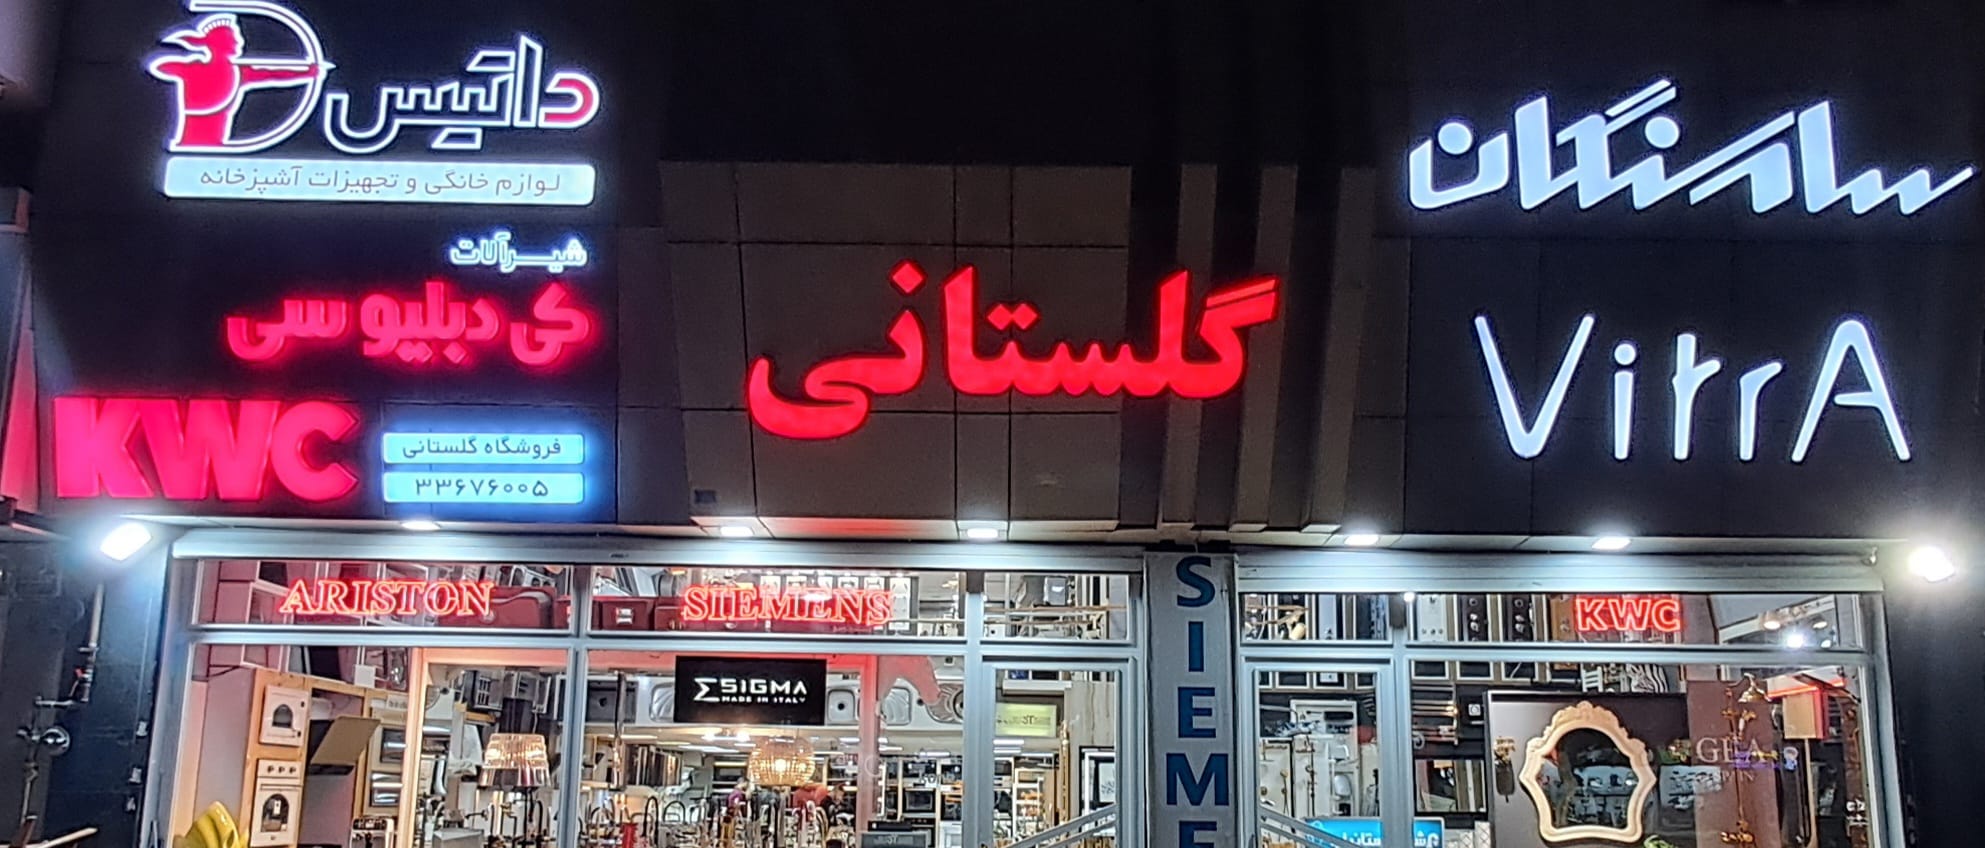 داتیس
لوازم خانگی و تجهیزات آشپزخانه
شیرآلات
کی دبلیو سی
KWC
فروشگاه گلستانی
۳۳۶۷۶۰۰۵
گلستانی
سامسنگان
VitrA
ARISTON
SIEMENS
KWC
SIGMA
MADE IN ITALY
SIEME